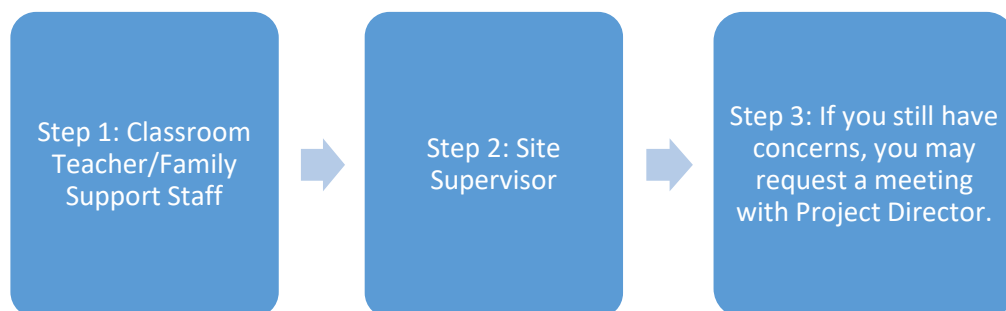 Step 1: Classroom
Teacher/Family
Support Staff
Step 2: Site
Supervisor
Step 3: If you still have
concerns, you may
request a meeting
with Project Director.